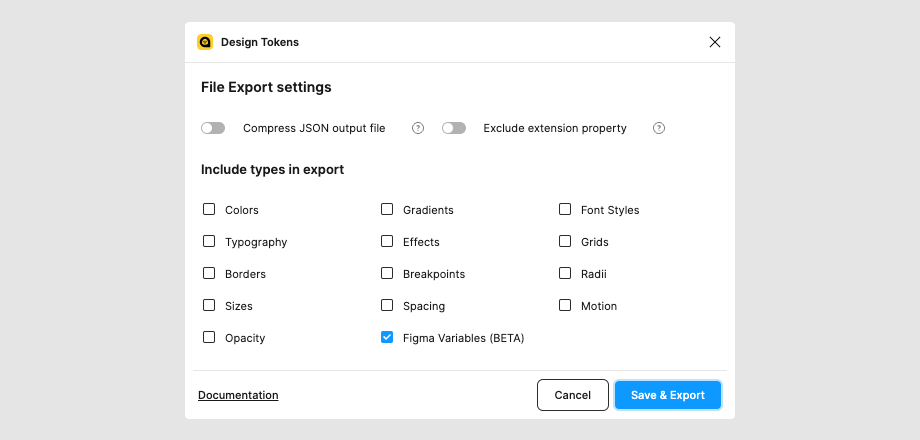 Design Tokens
File Export settings
Compress JSON output file ? Exclude extension property ?
Include types in export
Colors Gradients Font Styles
Typography Effects Grids
Borders Breakpoints Radii
Sizes Spacing Motion
Opacity Figma Variables (BETA)
Documentation Cancel Save & Export